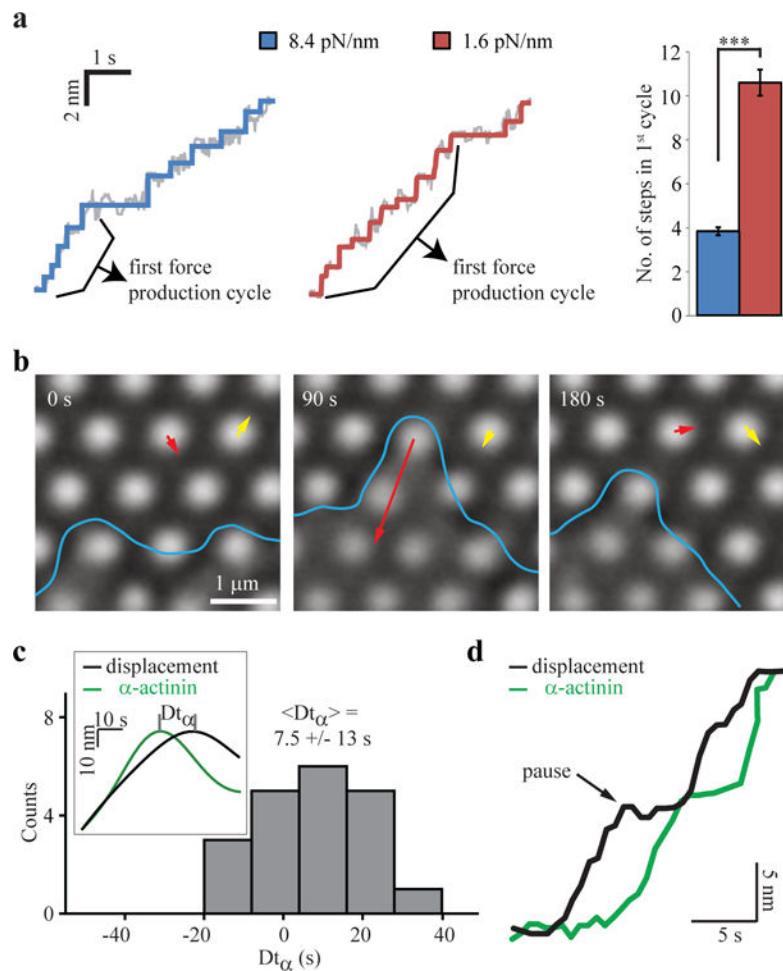 a
8.4 pN/nm
1.6 pN/nm
1 s
2 nm
first force
production cycle
first force
production cycle
***
No. of steps in 1st cycle
12
10
8
6
4
2
0
b
0 s
90 s
180 s
1 μm
c
displacement
α-actinin
Dtα
10 s
10 nm
<Dtα> =
7.5 +/- 13 s
Counts
8
4
0
-40
-20
0
20
40
Dtα (s)
d
displacement
α-actinin
pause
5 nm
5 s